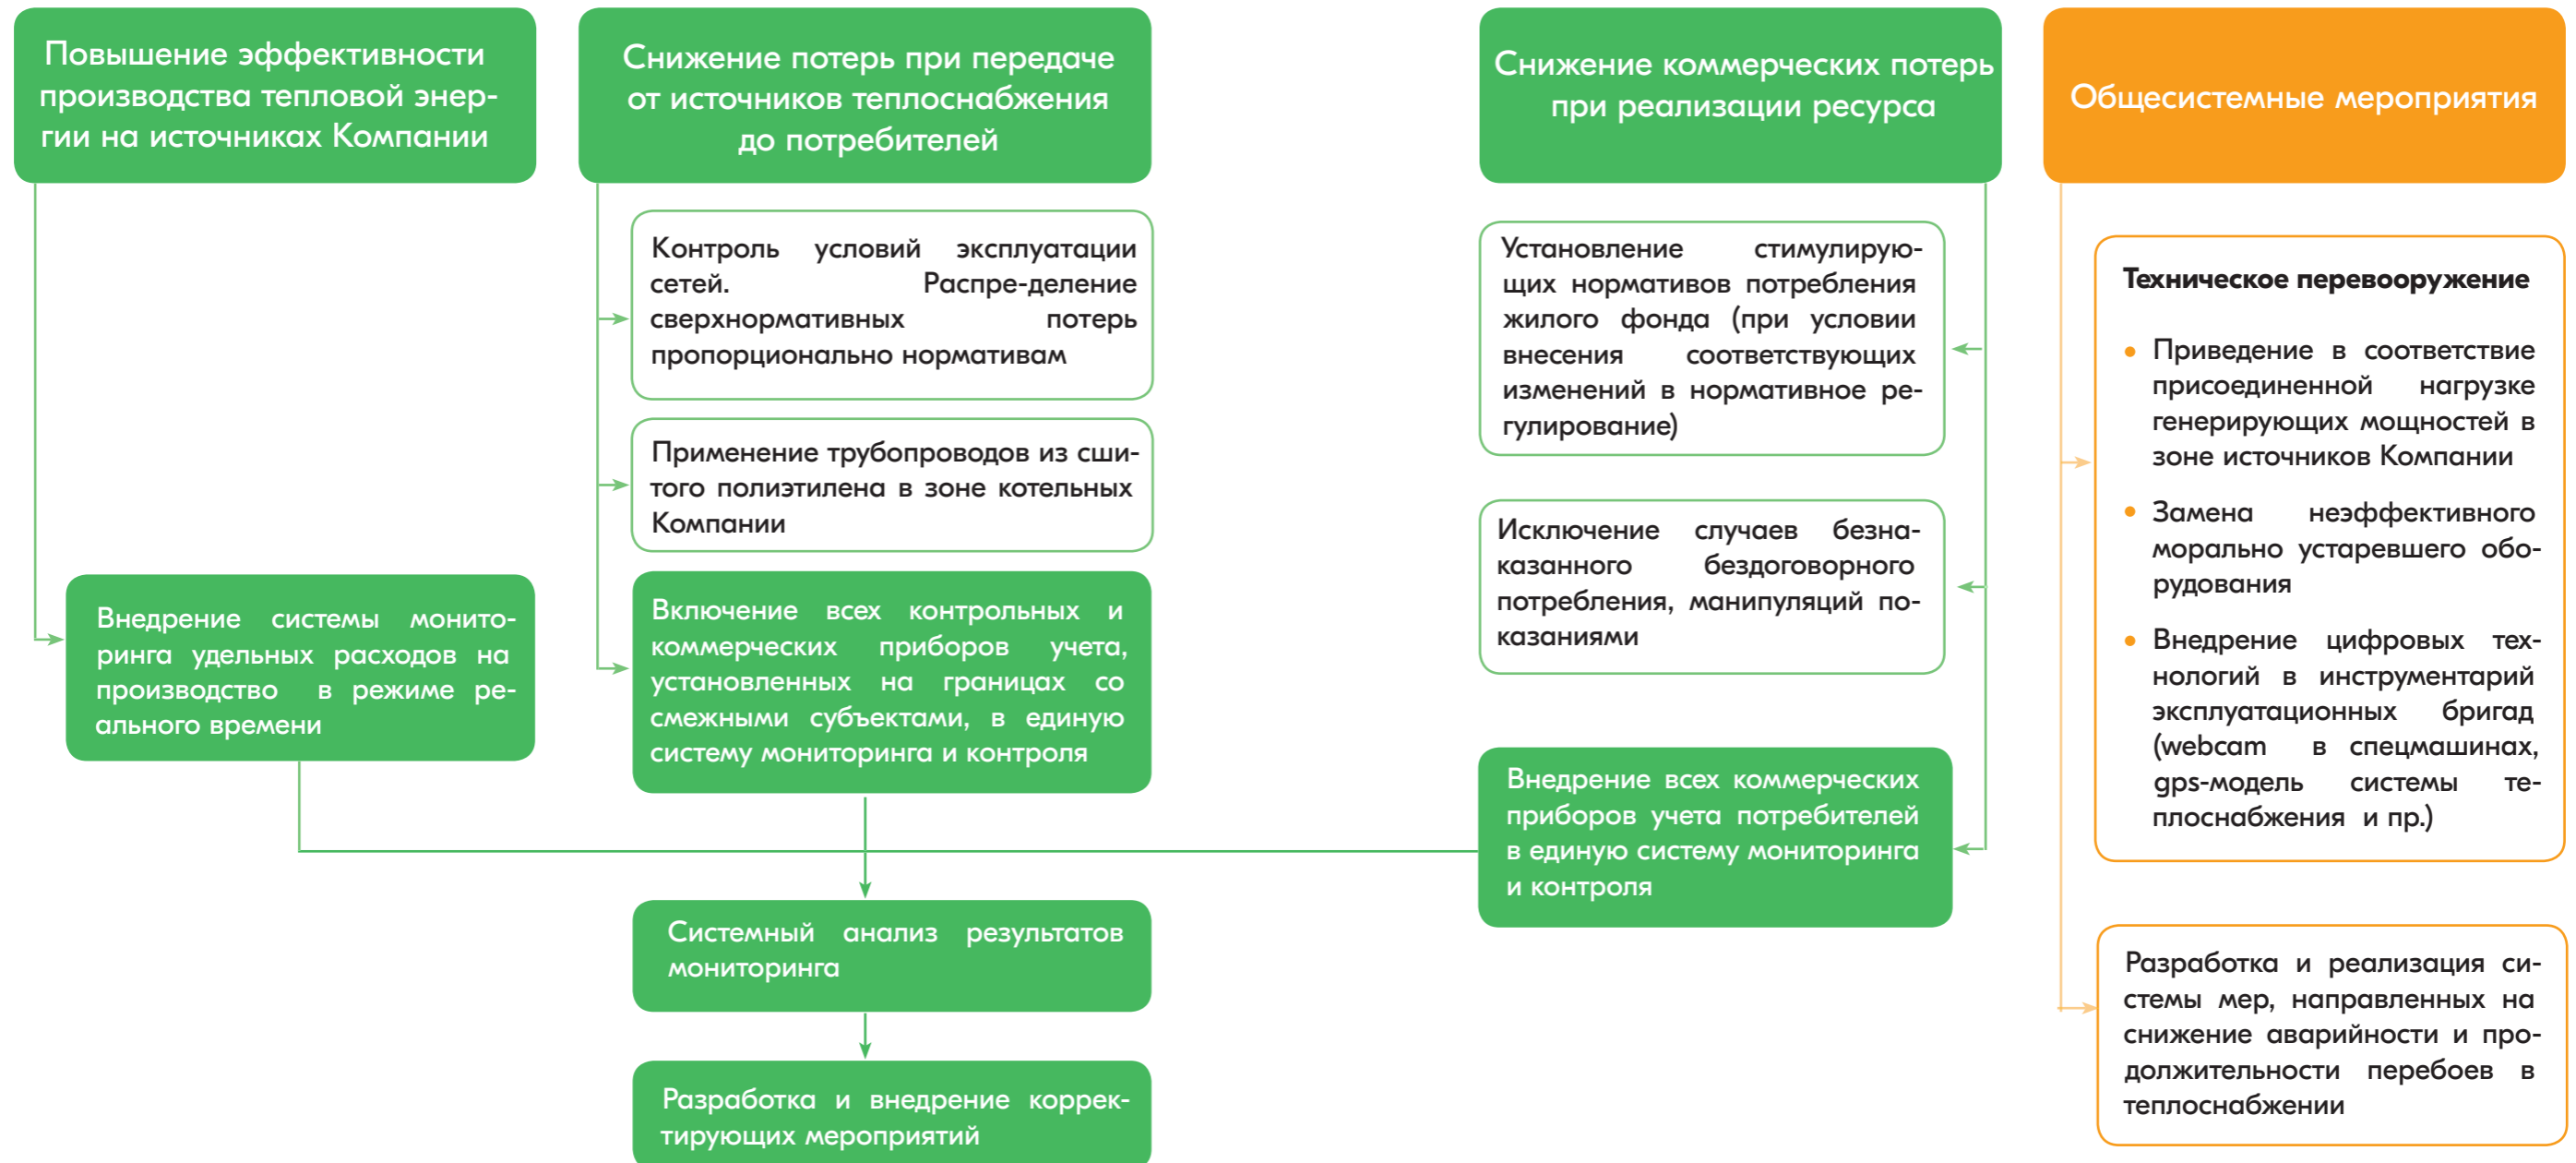 Повышение эффективности
производства тепловой энер-
гии на источниках Компании
Снижение потерь при передаче
от источников теплоснабжения
до потребителей
Снижение коммерческих потерь
при реализации ресурса
Общесистемные мероприятия
Контроль условий эксплуатации
сетей. Распре-деление
сверхнормативных потерь
пропорционально нормативам
Применение трубопроводов из сши-
того полиэтилена в зоне котельных
Компании
Внедрение системы монито-
ринга удельных расходов на
производство в режиме ре-
ального времени
Включение всех контрольных и
коммерческих приборов учета,
установленных на границах со
смежными субъектами, в единую
систему мониторинга и контроля
Установление стимулирую-
щих нормативов потребления
жилого фонда (при условии
внесения соответствующих
изменений в нормативное ре-
гулирование)
Исключение случаев безна-
казанного бездоговорного
потребления, манипуляций по-
казаниями
Внедрение всех коммерческих
приборов учета потребителей
в единую систему мониторинга
и контроля
Системный анализ результатов
мониторинга
Разработка и внедрение коррек-
тирующих мероприятий
Техническое перевооружение
• Приведение в соответствие
присоединенной нагрузке
генерирующих мощностей в
зоне источников Компании
• Замена неэффективного
морально устаревшего обо-
рудования
• Внедрение цифровых тех-
нологий в инструментарий
эксплуатационных бригад
(webcam в спецмашинах,
gps-модель системы те-
плоснабжения и пр.)
Разработка и реализация си-
стемы мер, направленных на
снижение аварийности и про-
должительности перебоев в
теплоснабжении